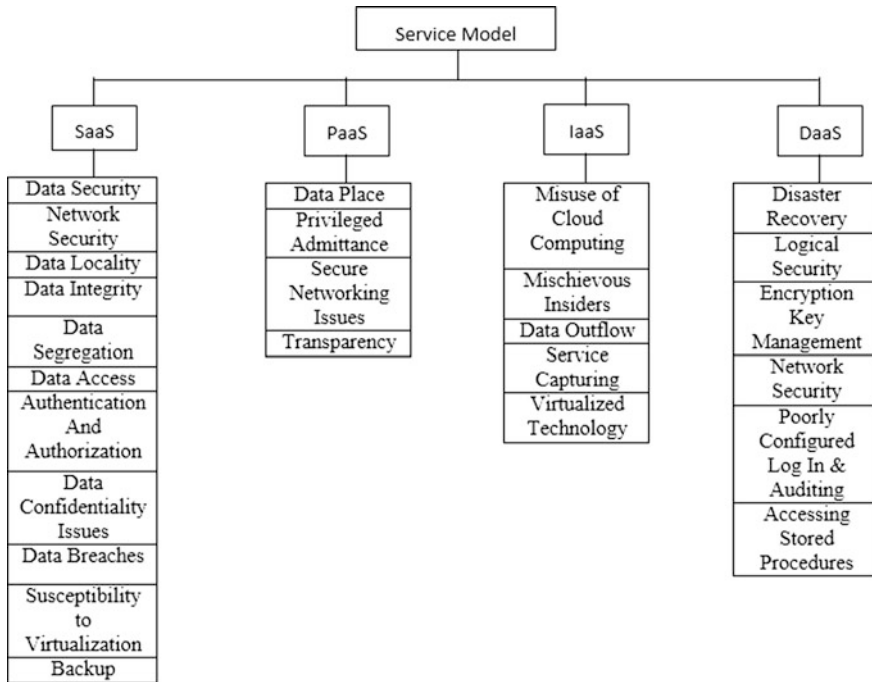 Service Model
SaaS
PaaS
IaaS
DaaS
Data Security
Network
Security
Data Locality
Data Integrity
Data
Segregation
Data Access
Authentication
And
Authorization
Data
Confidentiality
Issues
Data Breaches
Susceptibility
to
Virtualization
Backup
Data Place
Privileged
Admittance
Secure
Networking
Issues
Transparency
Misuse of
Cloud
Computing
Mischievous
Insiders
Data Outflow
Service
Capturing
Virtualized
Technology
Disaster
Recovery
Logical
Security
Encryption
Key
Management
Network
Security
Poorly
Configured
Log In &
Auditing
Accessing
Stored
Procedures